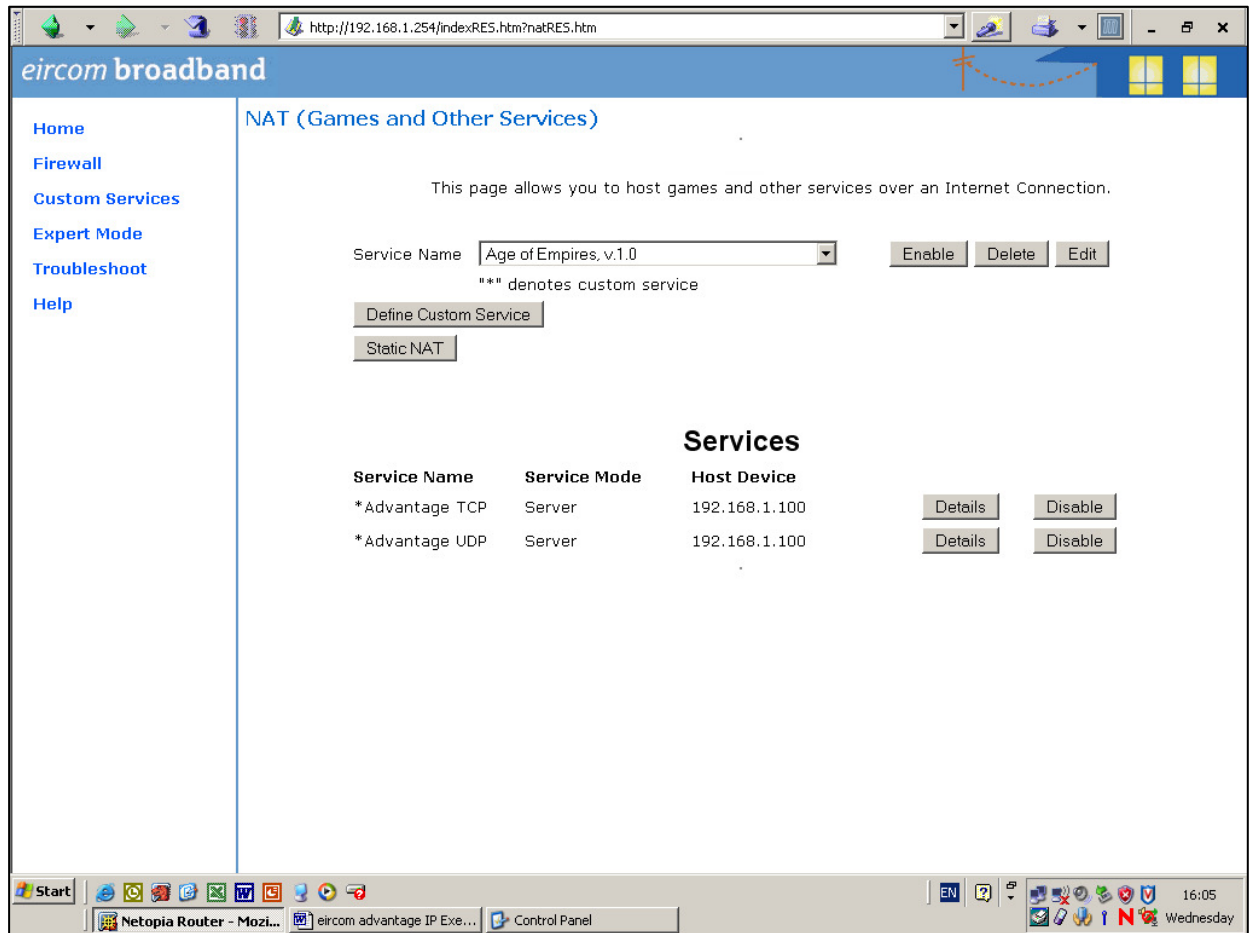 http://192.168.1.254/indexRES.htm?natRES.htm
eircom broadband
Home
Firewall
Custom Services
Expert Mode
Troubleshoot
Help
NAT (Games and Other Services)
This page allows you to host games and other services over an Internet Connection.
Service Name Age of Empires, v.1.0 Enable Delete Edit
"*" denotes custom service
Define Custom Service
Static NAT
Services
Service Name Service Mode Host Device
*Advantage TCP Server 192.168.1.100 Details Disable
*Advantage UDP Server 192.168.1.100 Details Disable
Start EN 16:05
Netopia Router - Mozi... eircom advantage IP Exe... Control Panel N Wednesday